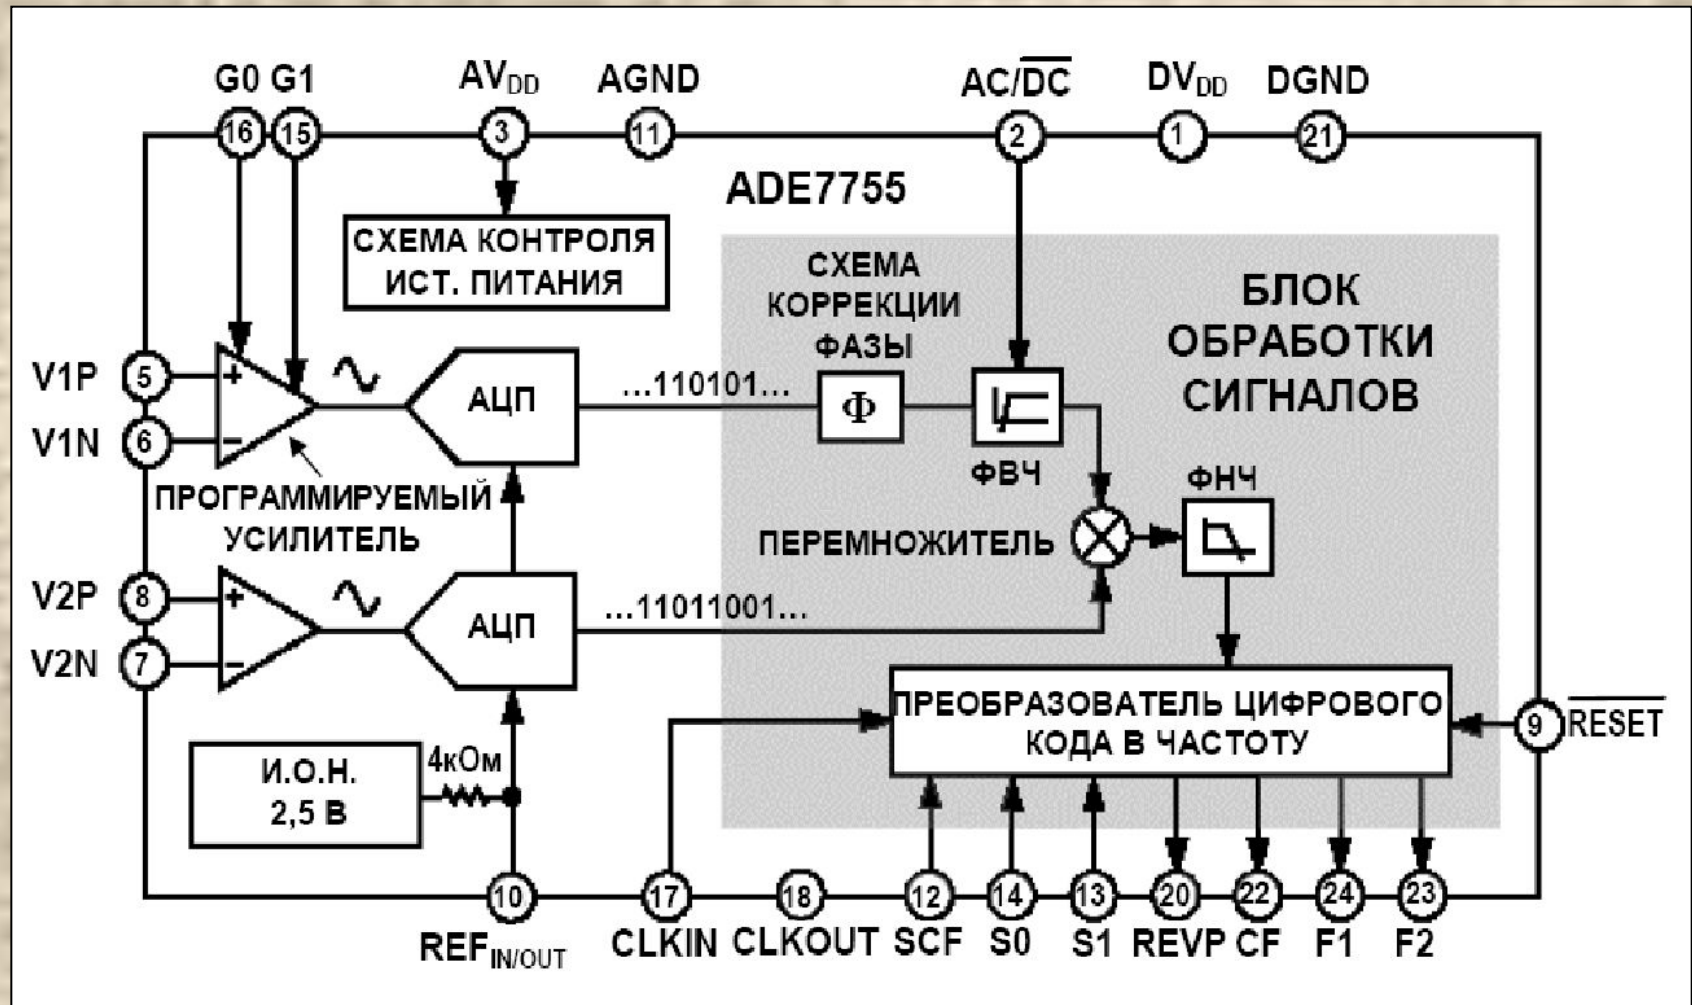 G0 G1 AV_DD AGND AC/DC DV_DD DGND
16 15 3 11 2 1 21
ADE7755
СХЕМА КОНТРОЛЯ
ИСТ. ПИТАНИЯ
СХЕМА
КОРРЕКЦИИ
ФАЗЫ
БЛОК
ОБРАБОТКИ
СИГНАЛОВ
V1P 5 +
АЦП
...110101...
Φ
V1N 6 −
ФВЧ
ФНЧ
ПРОГРАММИРУЕМЫЙ
УСИЛИТЕЛЬ
ПЕРЕМНОЖИТЕЛЬ
V2P 8 +
АЦП
...11011001...
V2N 7 −
ПРЕОБРАЗОВАТЕЛЬ ЦИФРОВОГО
КОДА В ЧАСТОТУ
9 RESET
И.О.Н.
2,5 В
4кОм
10 17 18 12 14 13 20 22 24 23
REF_IN/OUT CLKIN CLKOUT SCF S0 S1 REVP CF F1 F2